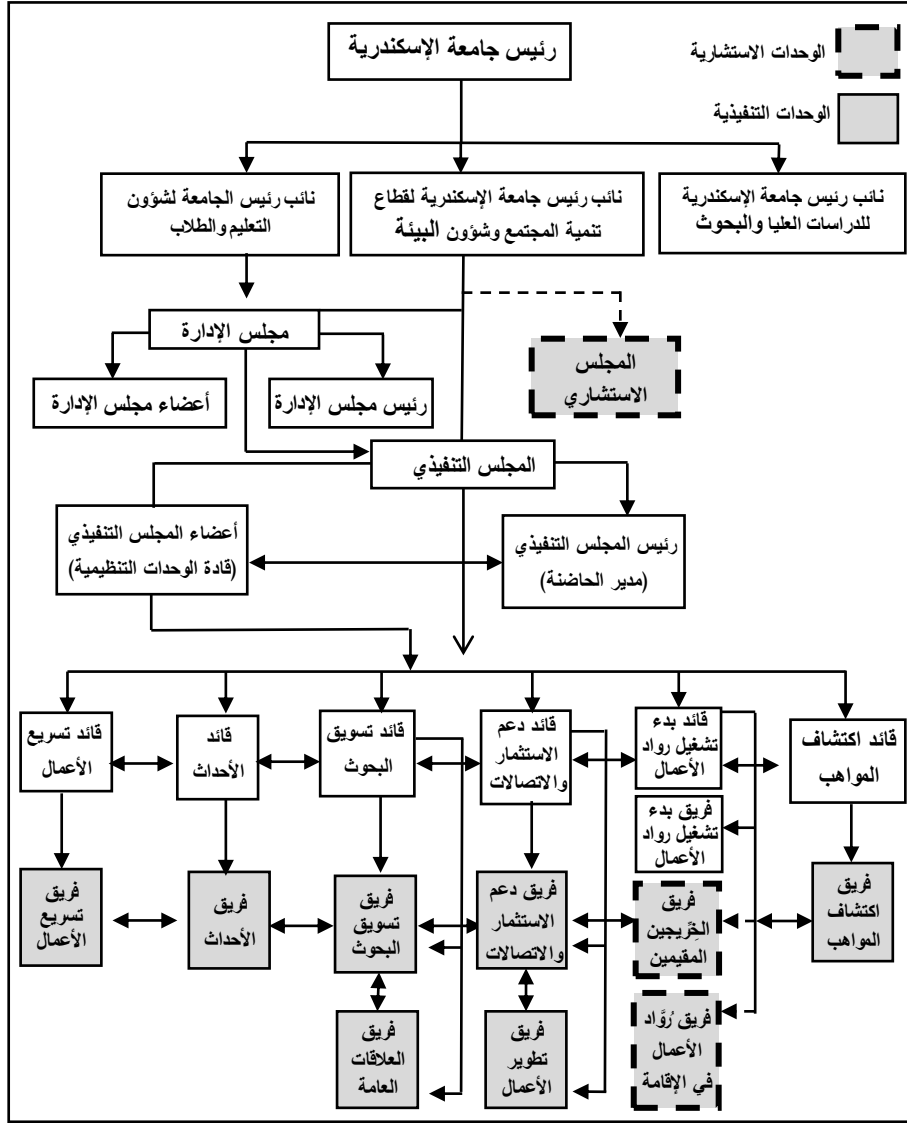 رئيس جامعة الإسكندرية
الوحدات الاستشارية
الوحدات التنفيذية
نائب رئيس جامعة الإسكندرية
للدراسات العليا والبحوث
نائب رئيس جامعة الإسكندرية لقطاع
تنمية المجتمع وشؤون البيئة
نائب رئيس الجامعة لشؤون
التعليم والطلاب
مجلس الإدارة
المجلس
الاستشاري
رئيس مجلس الإدارة
أعضاء مجلس الإدارة
المجلس التنفيذي
رئيس المجلس التنفيذي
(مدير الحاضنة)
أعضاء المجلس التنفيذي
(قادة الوحدات التنظيمية)
قائد اكتشاف
المواهب
قائد بدء
تشغيل رواد
الأعمال
قائد دعم
الاستثمار
والاتصالات
قائد تسويق
البحوث
قائد
الأحداث
قائد تسريع
الأعمال
فريق بدء
تشغيل رواد
الأعمال
فريق
اكتشاف
المواهب
فريق
الخِّريجين
المقيمين
فريق دعم
الاستثمار
والاتصالات
فريق
تسويق
البحوث
فريق
الأحداث
فريق
تسريع
الأعمال
فريق رُوَّاد
الأعمال
في الإقامة
فريق
تطوير
الأعمال
فريق
العلاقات
العامة